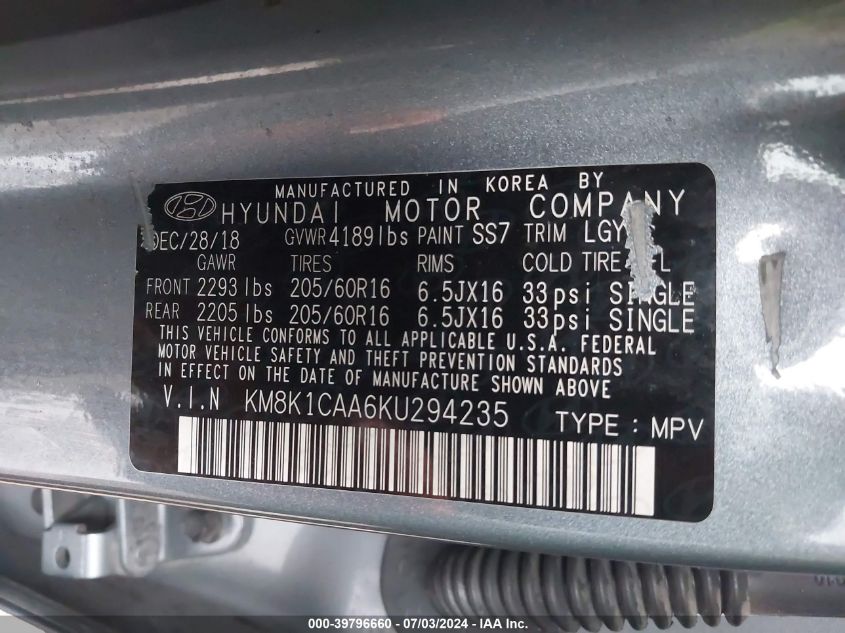 MANUFACTURED IN KOREA BY
HYUNDAI MOTOR COMPANY
DEC/28/18 GVWR 4189 lbs PAINT SS7 TRIM LGY
GAWR TIRES RIMS COLD TIRE
FRONT 2293 lbs 205/60R16 6.5JX16 33psi SINGLE
REAR 2205 lbs 205/60R16 6.5JX16 33psi SINGLE
THIS VEHICLE CONFORMS TO ALL APPLICABLE U.S.A. FEDERAL
MOTOR VEHICLE SAFETY AND THEFT PREVENTION STANDARDS
IN EFFECT ON THE DATE OF MANUFACTURE SHOWN ABOVE
V.I.N KM8K1CAA6KU294235 TYPE : MPV
000-39796660 - 07/03/2024 - IAA Inc.